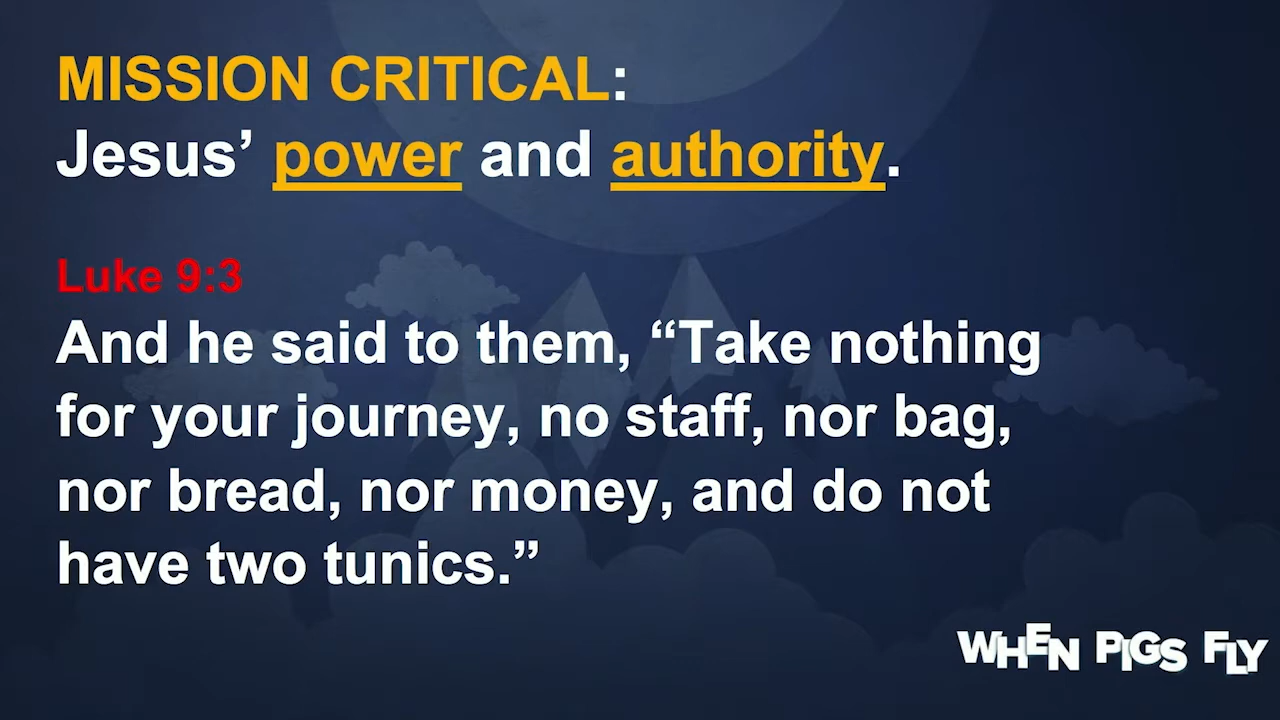 MISSION CRITICAL:
Jesus’ power and authority.
Luke 9:3
And he said to them, “Take nothing
for your journey, no staff, nor bag,
nor bread, nor money, and do not
have two tunics.”
WHEN PIGS FLY